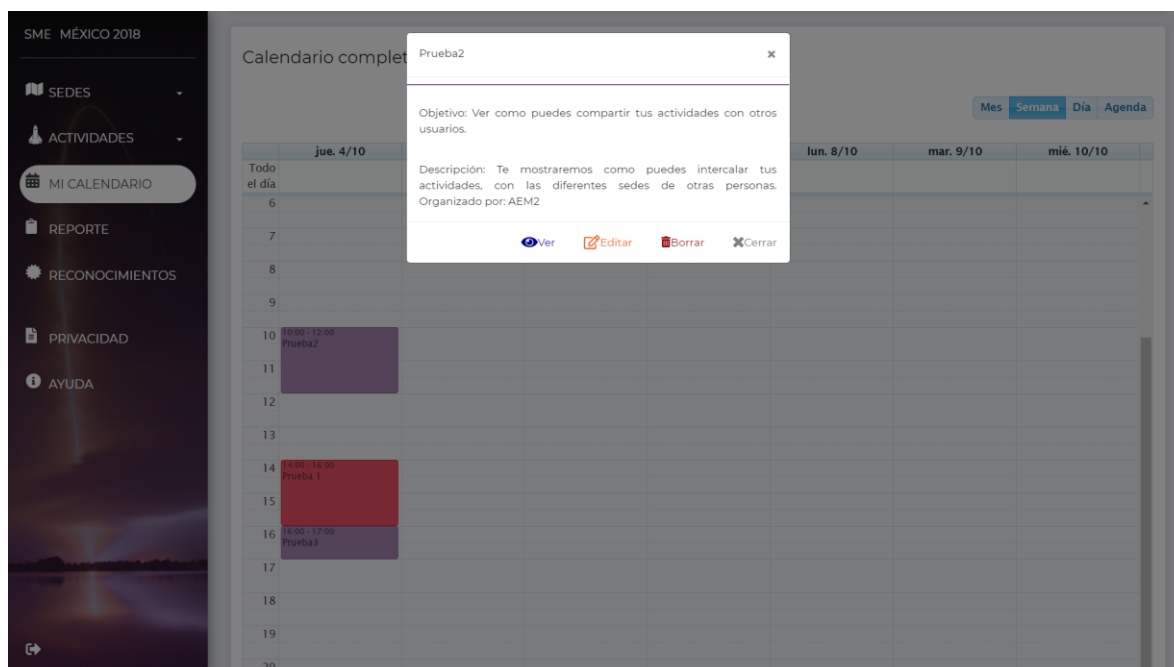 SME MÉXICO 2018
SEDES
ACTIVIDADES
MI CALENDARIO
REPORTE
RECONOCIMIENTOS
PRIVACIDAD
AYUDA
Calendario complet
Prueba2
Objetivo: Ver como puedes compartir tus actividades con otros
usuarios.
Descripción: Te mostraremos como puedes intercalar tus
actividades, con las diferentes sedes de otras personas.
Organizado por: AEM2
Ver Editar Borrar Cerrar
Mes Semana Día Agenda
jue. 4/10 lun. 8/10 mar. 9/10 mié. 10/10
Todo
el día
6
7
8
9
10 10:00 - 12:00
Prueba2
11
12
13
14 14:00 - 16:00
Prueba 1
15
16 16:00 - 17:00
Prueba3
17
18
19
20